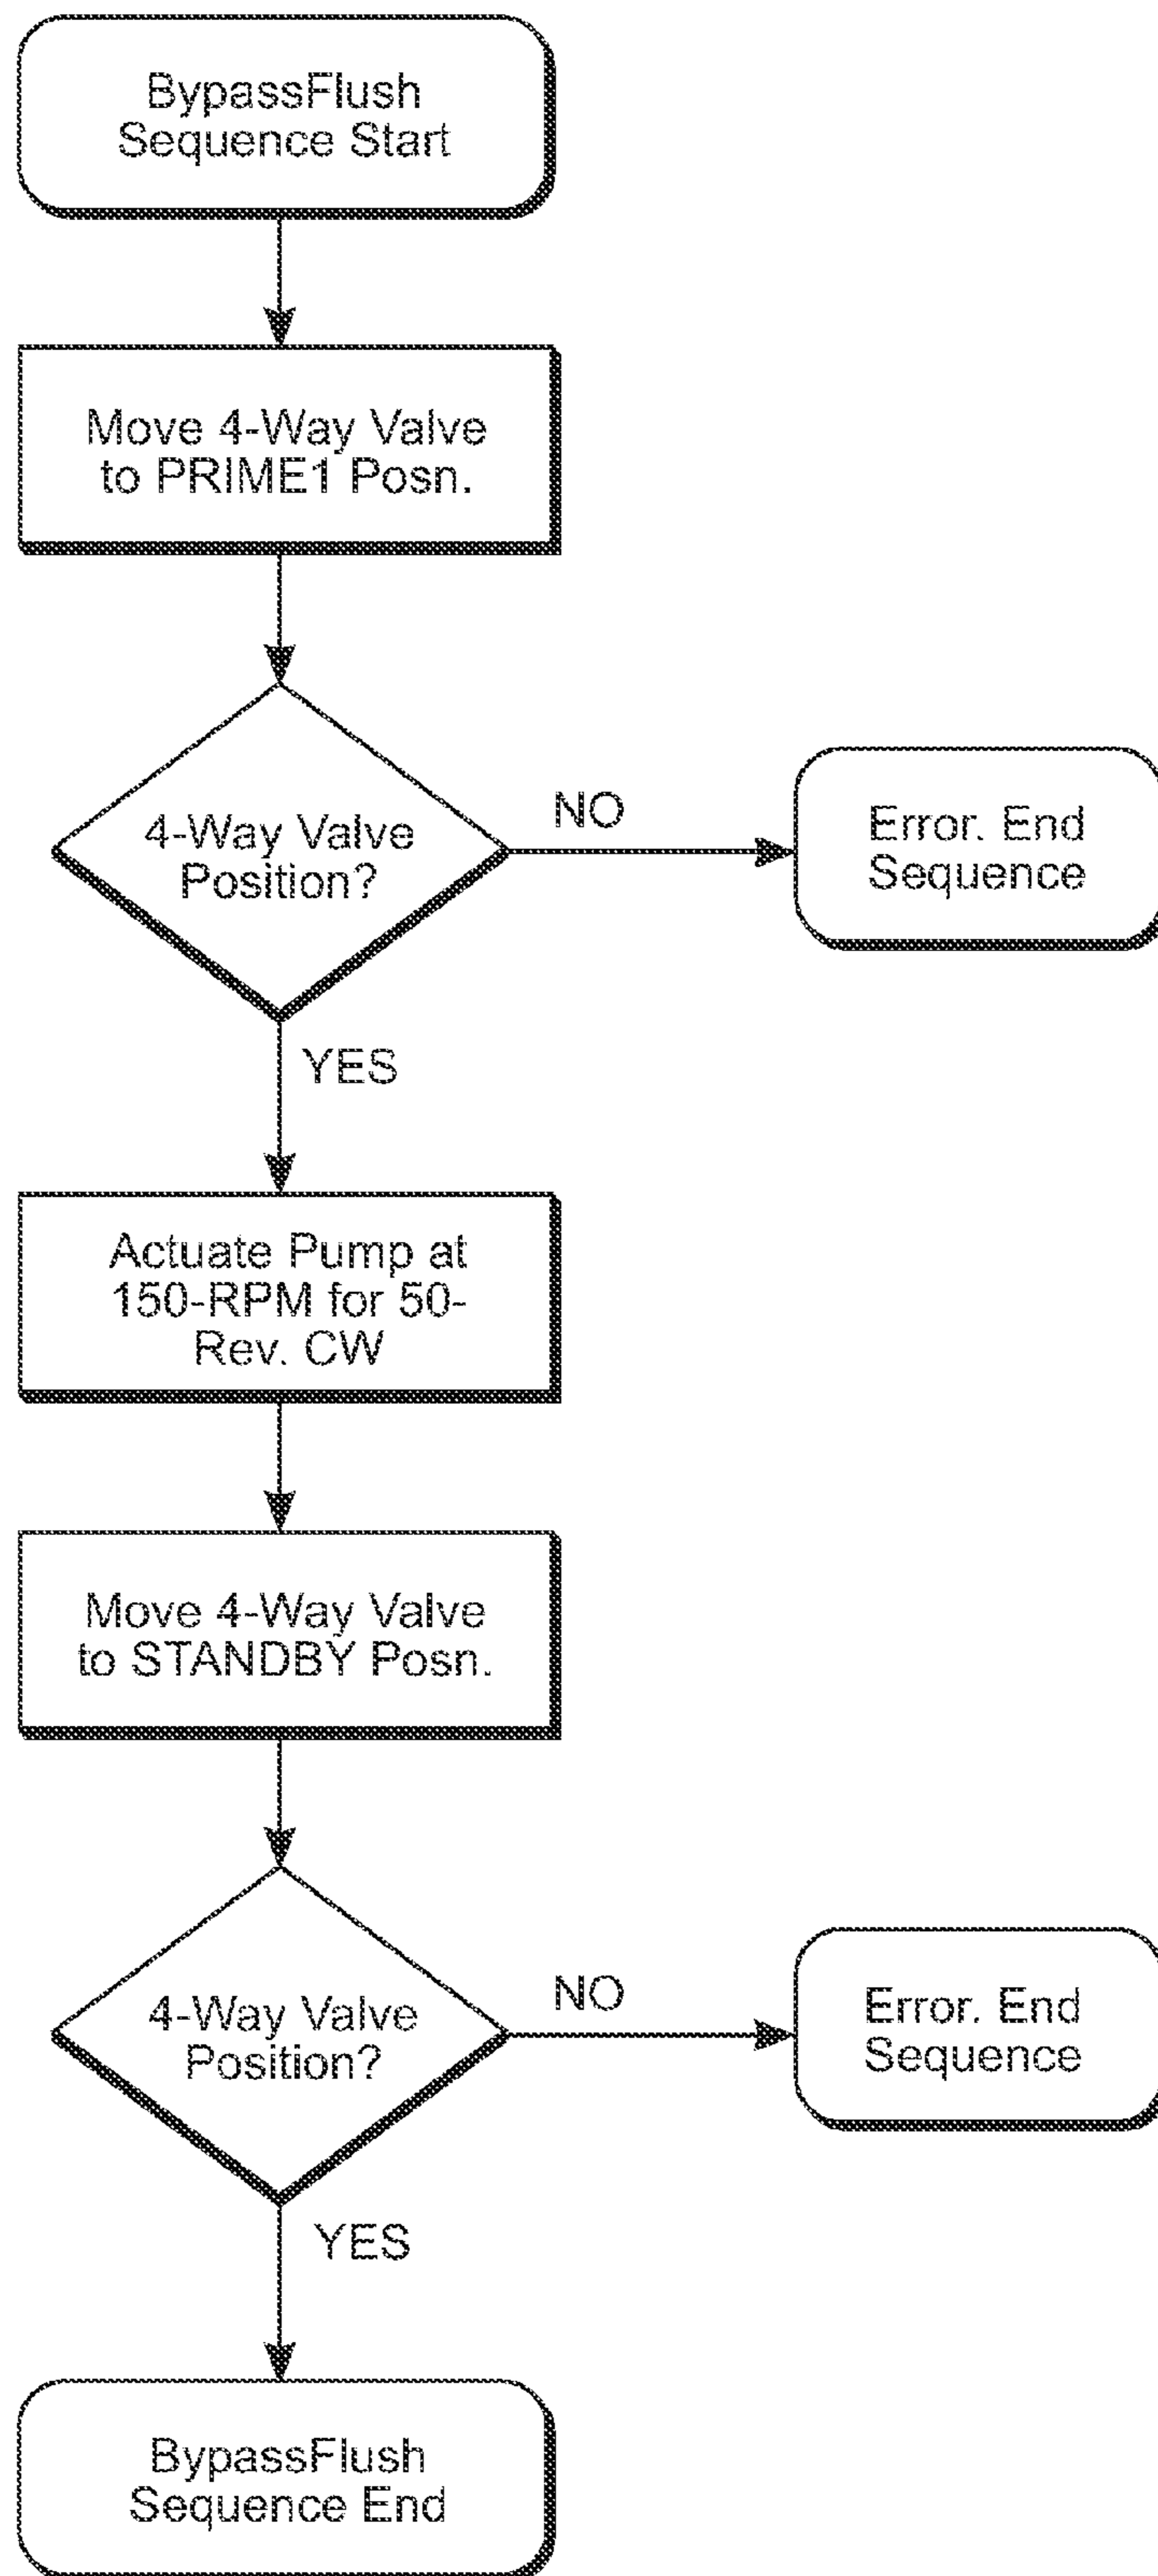 BypassFlush
Sequence Start
Move 4-Way Valve
to PRIME1 Posn.
4-Way Valve
Position?
NO
Error. End
Sequence
YES
Actuate Pump at
150-RPM for 50-
Rev. CW
Move 4-Way Valve
to STANDBY Posn.
4-Way Valve
Position?
NO
Error. End
Sequence
YES
BypassFlush
Sequence End